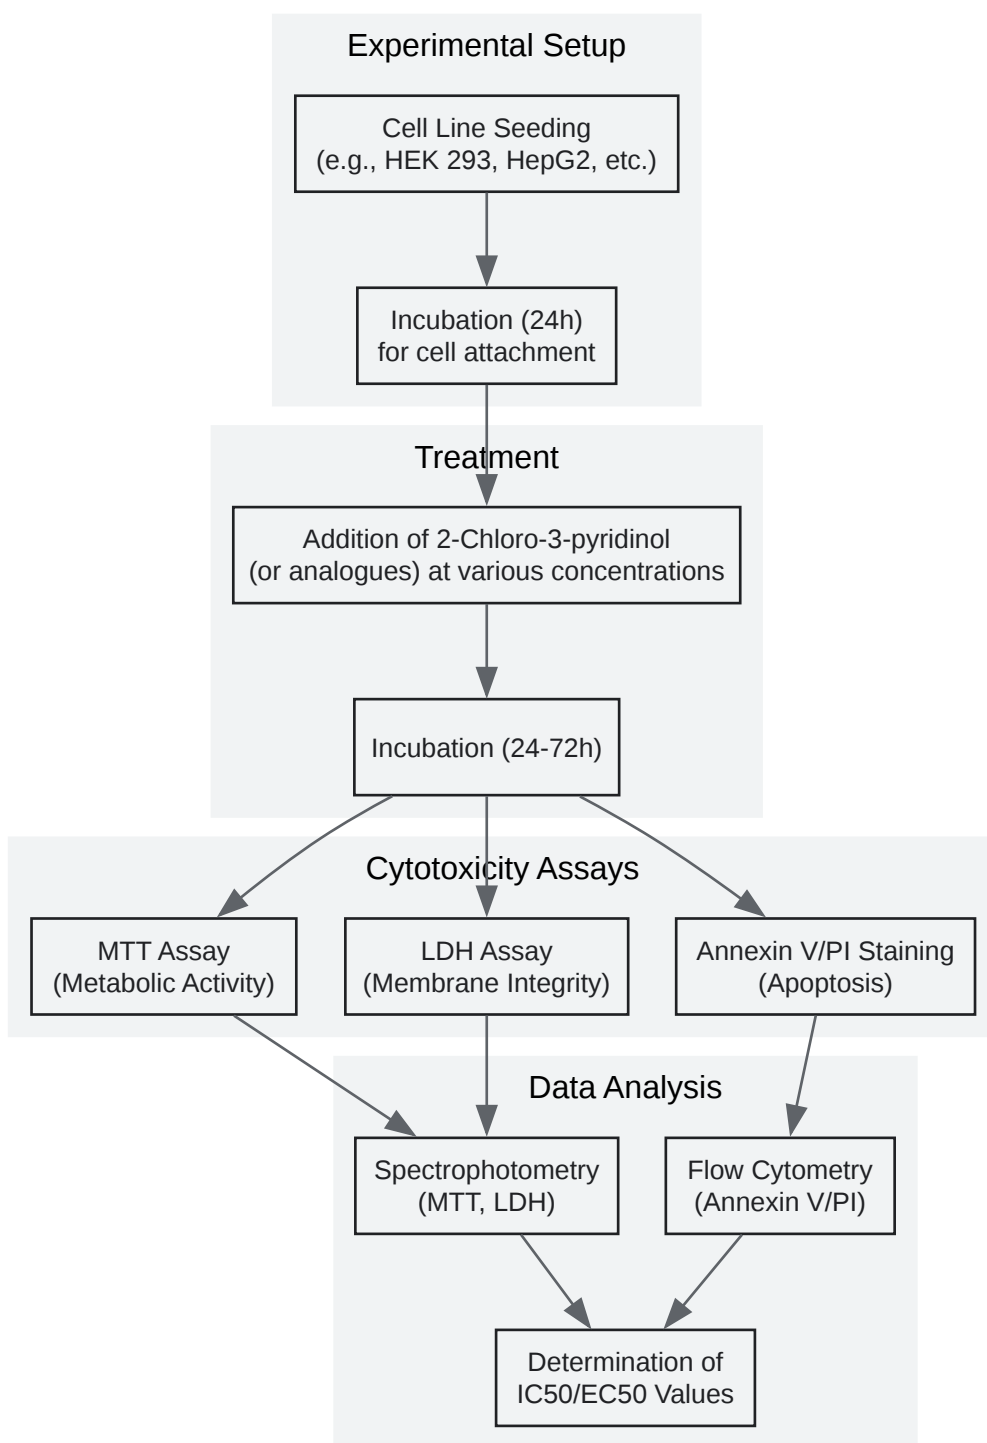 Experimental Setup
Cell Line Seeding
(e.g., HEK 293, HepG2, etc.)
Incubation (24h)
for cell attachment
Treatment
Addition of 2-Chloro-3-pyridinol
(or analogues) at various concentrations
Incubation (24-72h)
Cytotoxicity Assays
MTT Assay
(Metabolic Activity)
LDH Assay
(Membrane Integrity)
Annexin V/PI Staining
(Apoptosis)
Data Analysis
Spectrophotometry
(MTT, LDH)
Flow Cytometry
(Annexin V/PI)
Determination of
IC50/EC50 Values